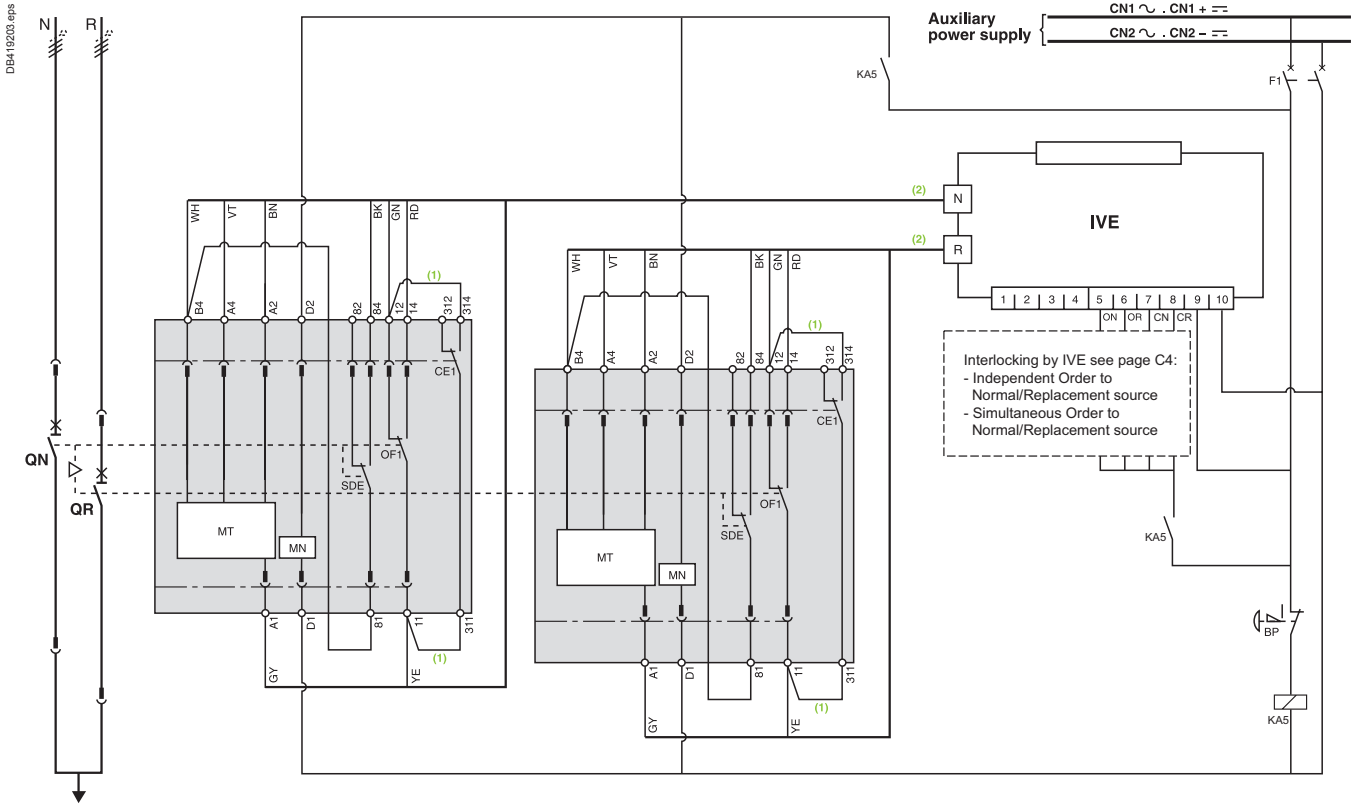 DB419203.eps
N
R
Auxiliary
power supply
CN1 ∿ . CN1 + ⎓
CN2 ∿ . CN2 – ⎓
KA5
F1
(2)
N
(2)
R
IVE
1 2 3 4 5 6 7 8 9 10
ON OR CN CR
Interlocking by IVE see page C4:
- Independent Order to
Normal/Replacement source
- Simultaneous Order to
Normal/Replacement source
WH VT BN BK GN RD
(1)
B4 A4 A2 D2 82 84 12 14 312 314
CE1
OF1
SDE
MT
MN
A1 D1 81 11 311
(1)
GY YE
WH VT BN BK GN RD
(1)
B4 A4 A2 D2 82 84 12 14 312 314
CE1
OF1
SDE
MT
MN
A1 D1 81 11 311
(1)
GY YE
QN
QR
KA5
BP
KA5